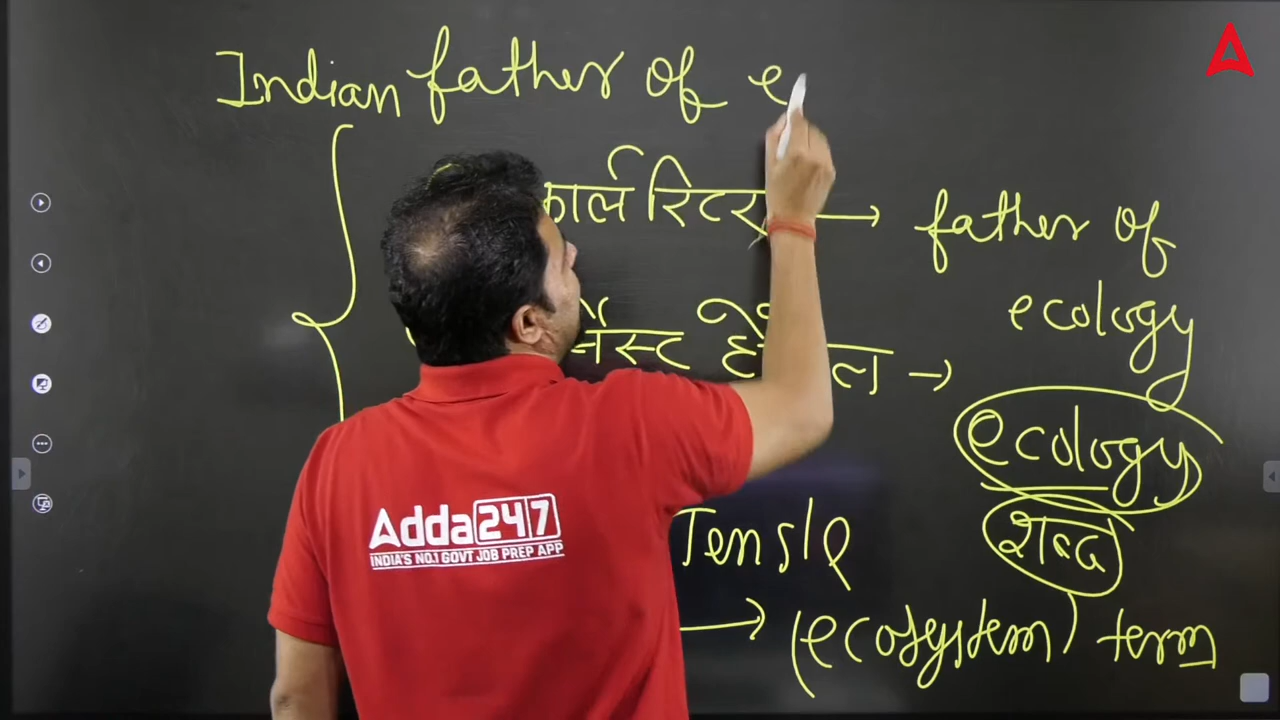 Indian father of e
कार्ल रिटर → father of
ecology
→
ecology
शब्द
Tensle
→ (ecosystem) term
Adda247
INDIA'S NO.1 GOVT JOB PREP APP